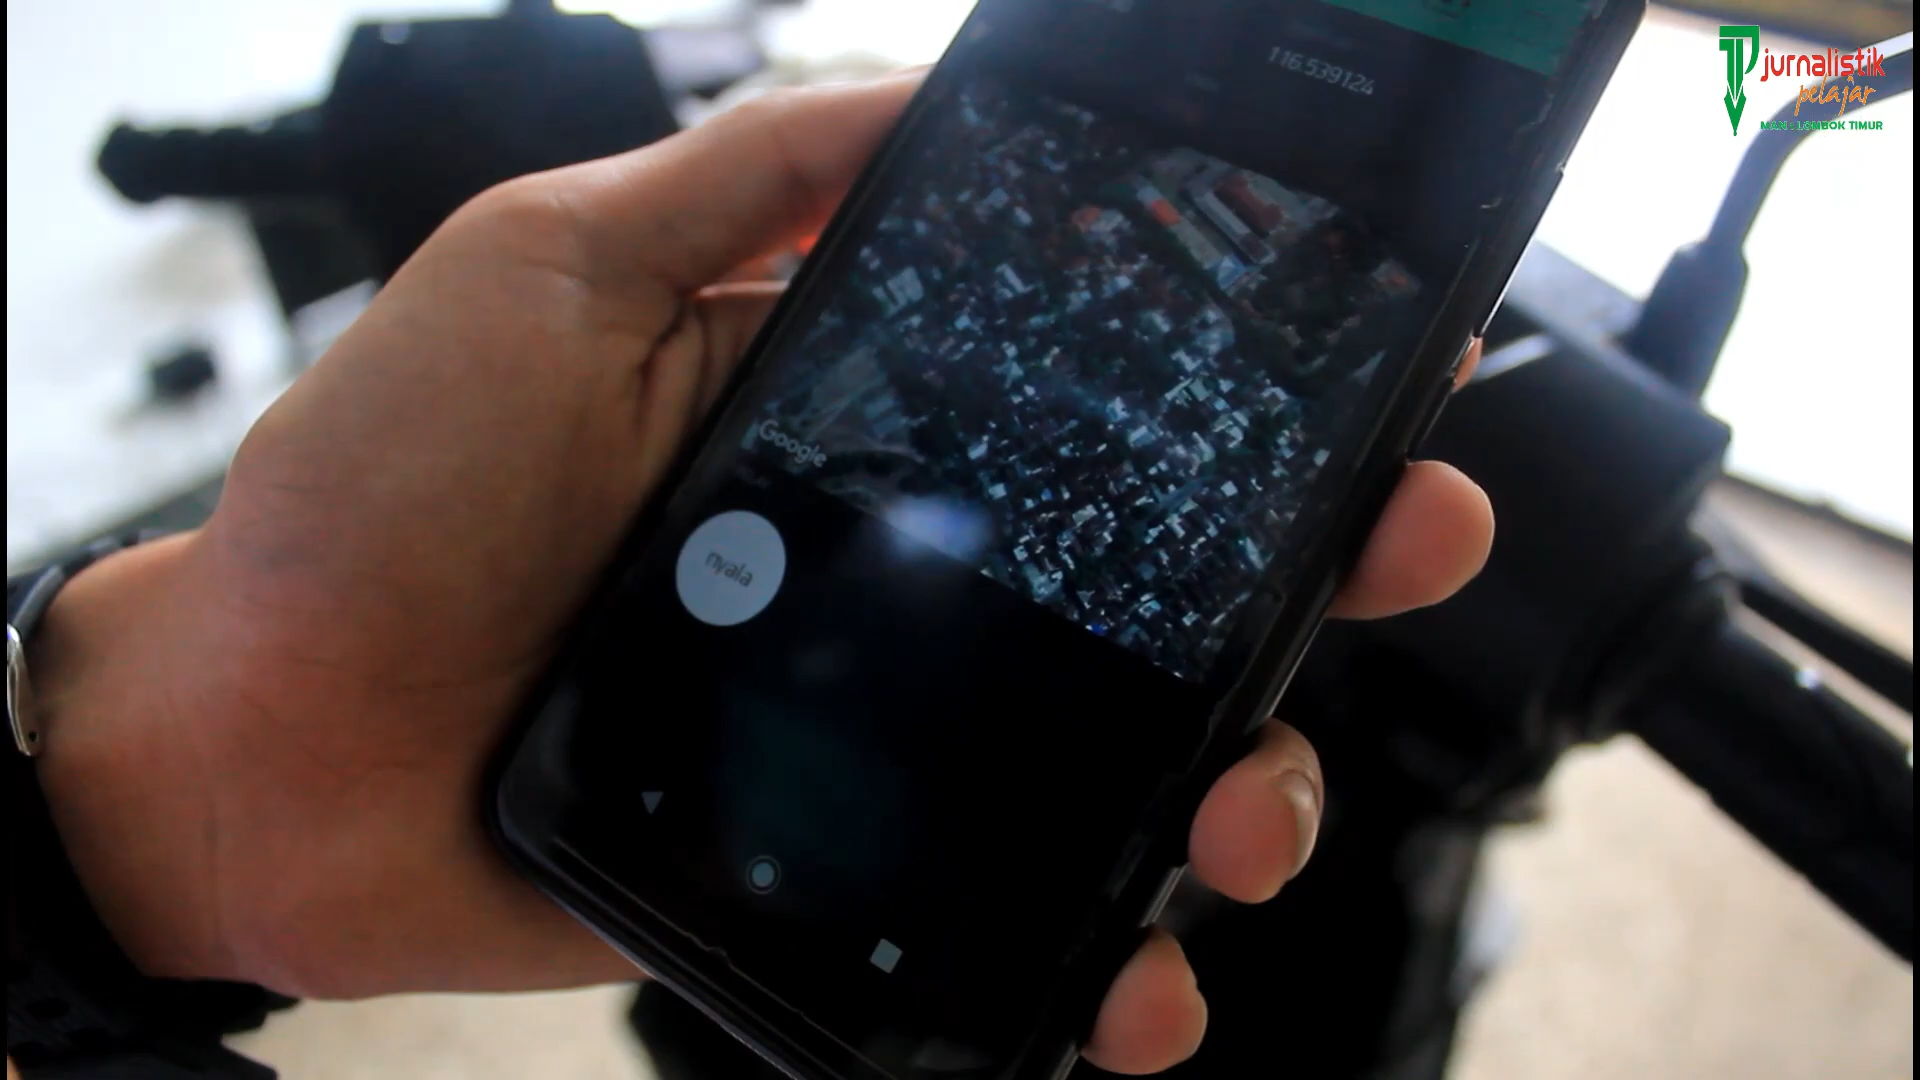 116.539124
jurnalistik
pelajar
MAN 1 LOMBOK TIMUR
Google
nyala